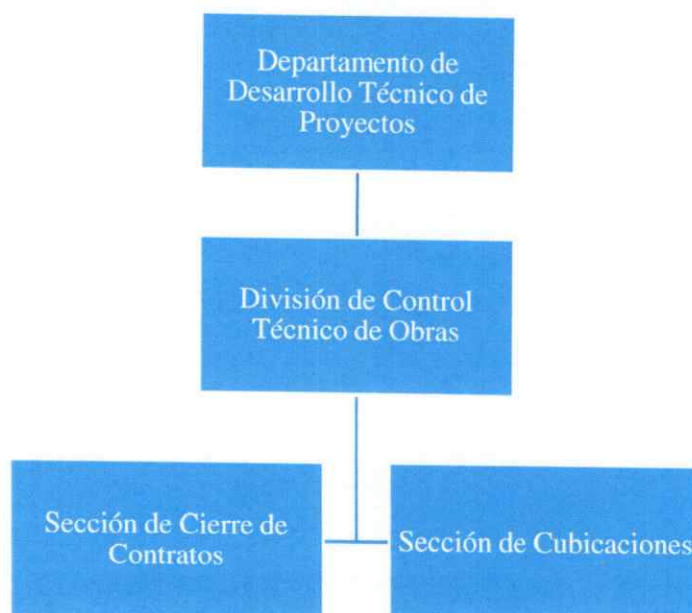 Departamento de
Desarrollo Técnico de
Proyectos
División de Control
Técnico de Obras
Sección de Cierre de
Contratos
Sección de Cubicaciones